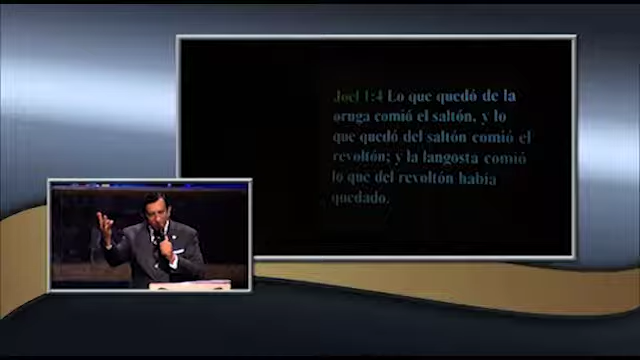 Joel 1:4 Lo que quedó de la
oruga comió el saltón, y lo
que quedó del saltón comió el
revoltón; y la langosta comió
lo que del revoltón había
quedado.